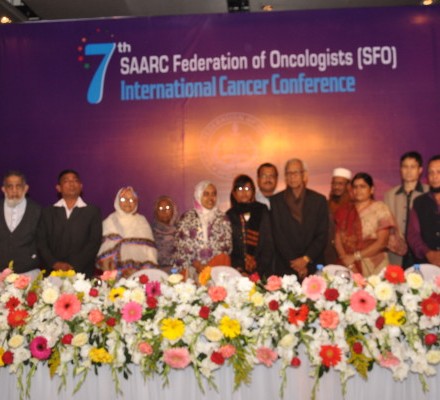 7th
SAARC Federation of Oncologists (SFO)
International Cancer Conference